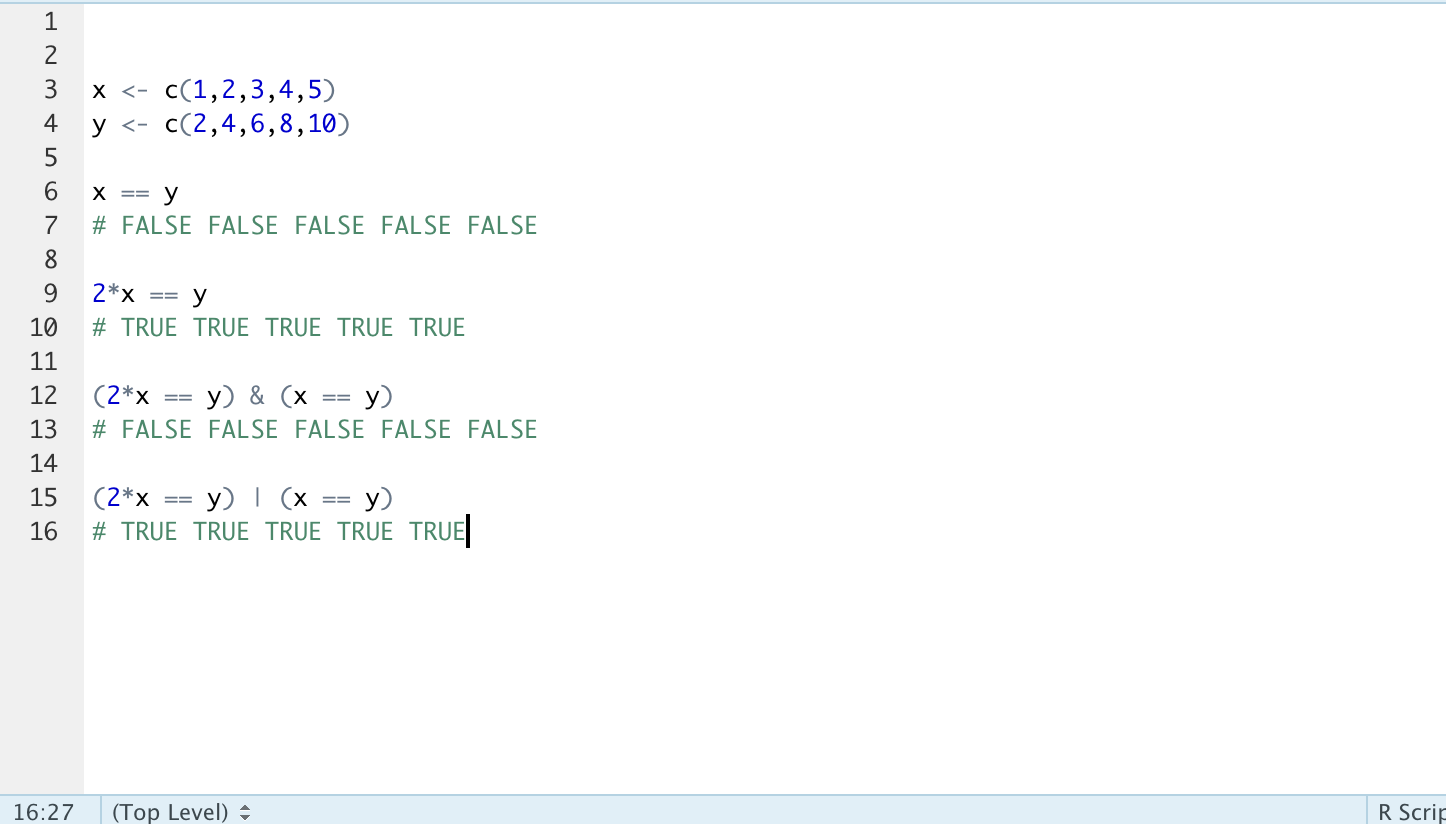 1
2
3 x <- c(1,2,3,4,5)
4 y <- c(2,4,6,8,10)
5
6 x == y
7 # FALSE FALSE FALSE FALSE FALSE
8
9 2*x == y
10 # TRUE TRUE TRUE TRUE TRUE
11
12 (2*x == y) & (x == y)
13 # FALSE FALSE FALSE FALSE FALSE
14
15 (2*x == y) | (x == y)
16 # TRUE TRUE TRUE TRUE TRUE
16:27 (Top Level) R Scrip